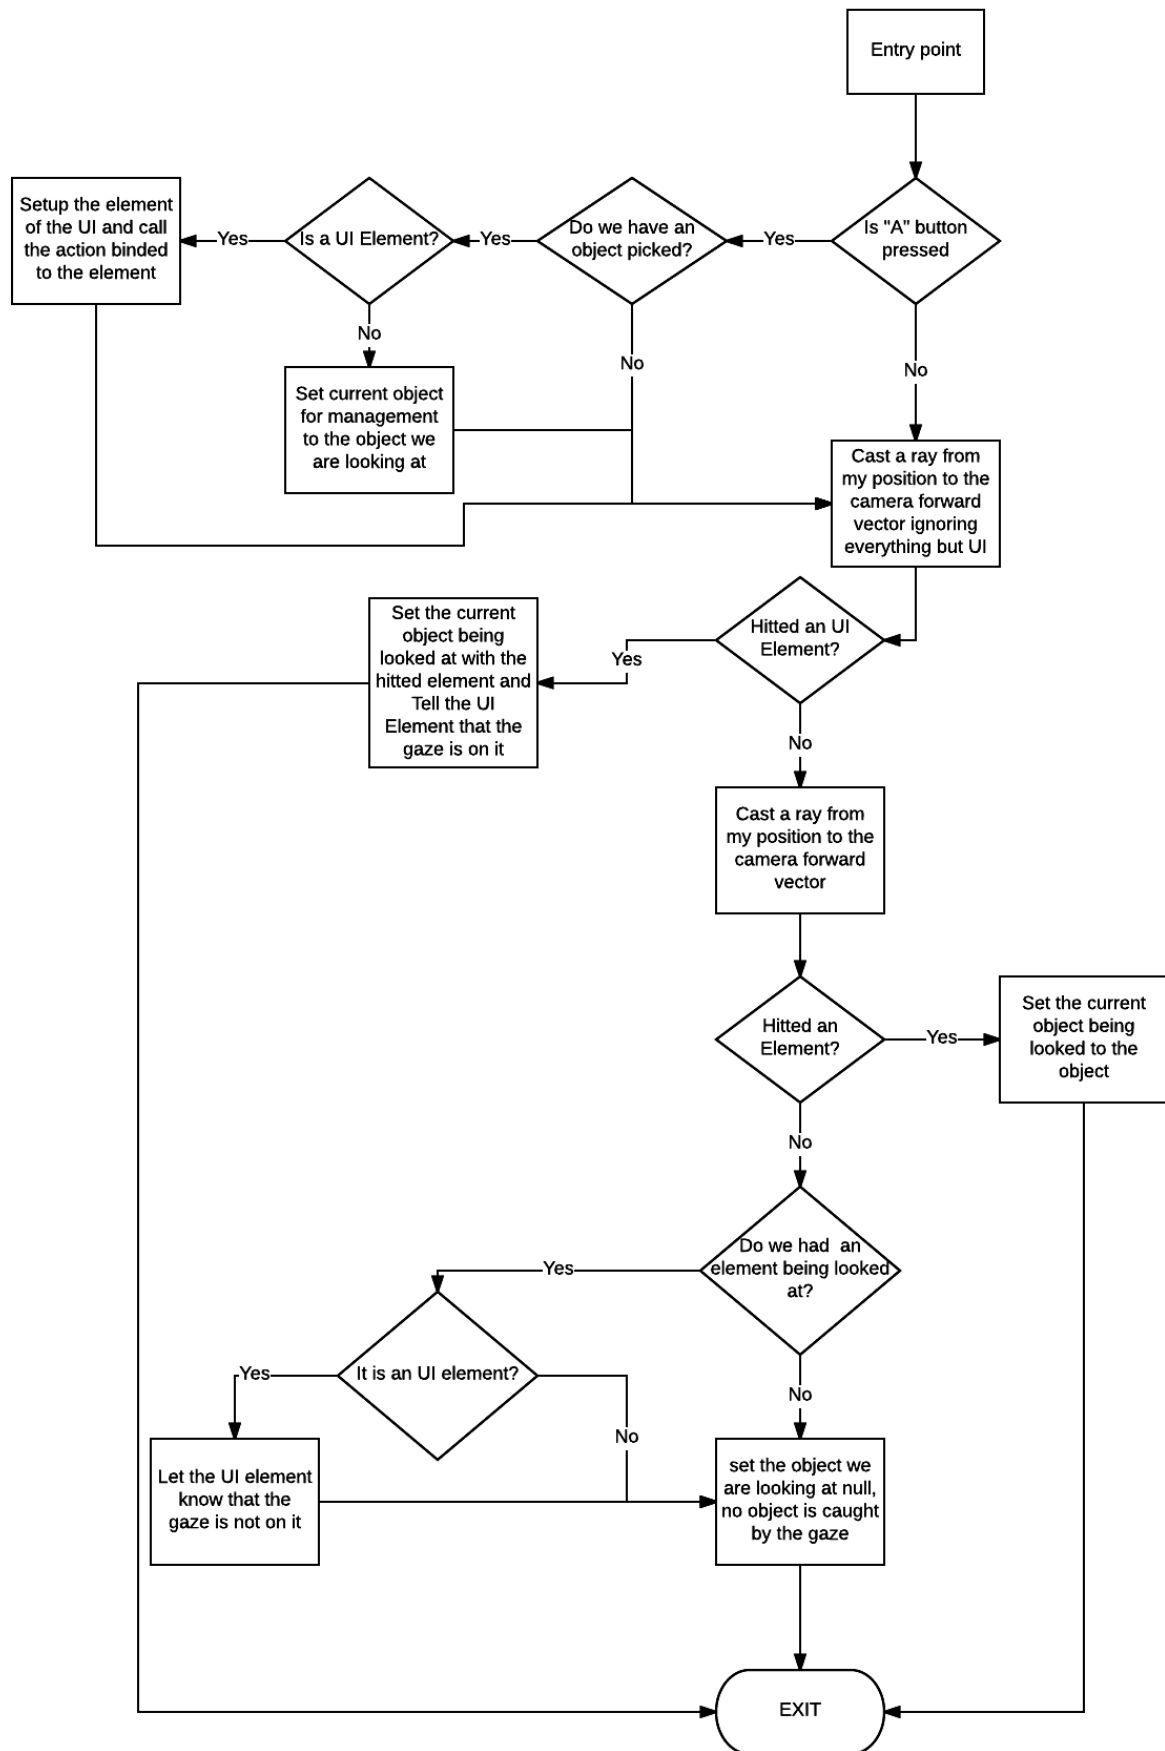 Entry point
Setup the element
of the UI and call
the action binded
to the element
Yes
Is a UI Element?
Yes
Do we have an
object picked?
Yes
Is "A" button
pressed
No
No
No
Set current object
for management
to the object we
are looking at
Cast a ray from
my position to the
camera forward
vector ignoring
everything but UI
Set the current
object being
looked at with the
hitted element and
Tell the UI
Element that the
gaze is on it
Yes
Hitted an UI
Element?
No
Cast a ray from
my position to the
camera forward
vector
Hitted an
Element?
Yes
Set the current
object being
looked to the
object
No
Do we had an
element being looked
at?
Yes
It is an UI element?
Yes
No
No
Let the UI element
know that the
gaze is not on it
set the object we
are looking at null,
no object is caught
by the gaze
EXIT